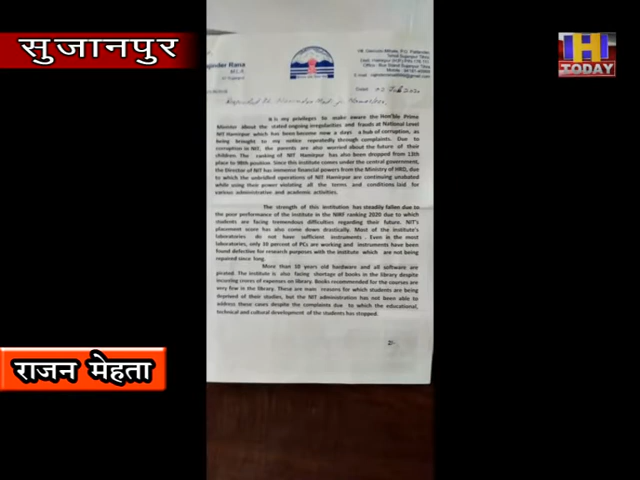 सुजानपुर
H
TODAY
Rajinder Rana
M.L.A
It is my privileges to make aware the Hon'ble Prime
Minister about the stated ongoing irregularities and frauds at National Level
NIT Hamirpur which has been become now a days a hub of corruption, as
being brought to my notice repeatedly through complaints. Due to
corruption in NIT, the parents are also worried about the future of their
children. The ranking of NIT Hamirpur has also been dropped from 13th
place to 98th position. Since this institute comes under the central government,
the Director of NIT has immense financial powers from the Ministry of HRD, due
to which the unbridled operations of NIT Hamirpur are continuing unabated
while using their power violating all the terms and conditions laid for
various administrative and academic activities.
The strength of this institution has steadily fallen due to
the poor performance of the institute in the NIRF ranking 2020 due to which
students are facing tremendous difficulties regarding their future. NIT's
placement score has also come down drastically. Most of the institute's
laboratories do not have sufficient instruments . Even in the most
laboratories, only 10 percent of PCs are working and instruments have been
found defective for research purposes with the institute which are not being
repaired since long.
More than 10 years old hardware and all software are
pirated. The institute is also facing shortage of books in the library despite
incurring crores of expenses on library. Books recommended for the courses are
very few in the library. These are main reasons for which students are being
deprived of their studies, but the NIT administration has not been able to
address these cases despite the complaints due to which the educational,
technical and cultural development of the students has stopped.
2/-
राजन मेहता